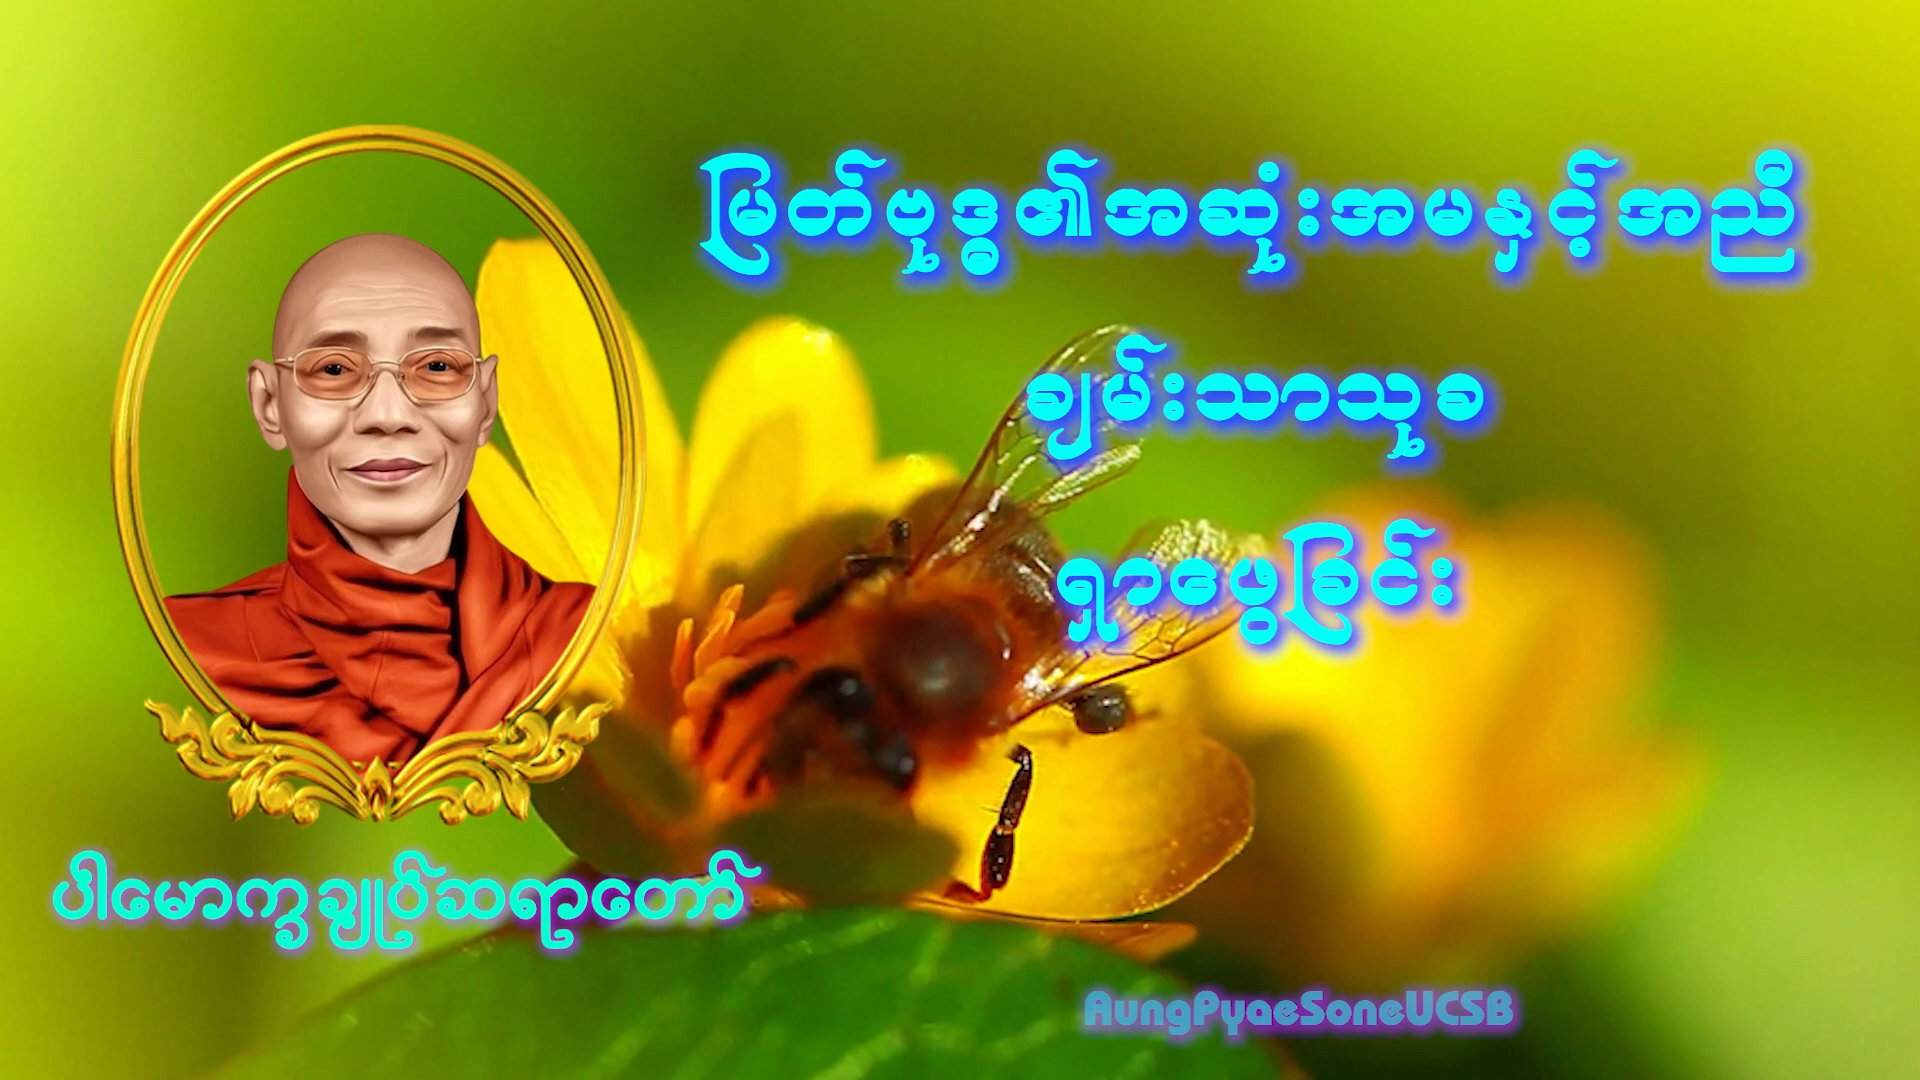 မြတ်ဗုဒ္ဓ၏အဆုံးအမနှင့်အညီ
ချမ်းသာသုခ
ရှာဖွေခြင်း
ပါမောက္ခချုပ်ဆရာတော်
AungPyaeSoneUCSB